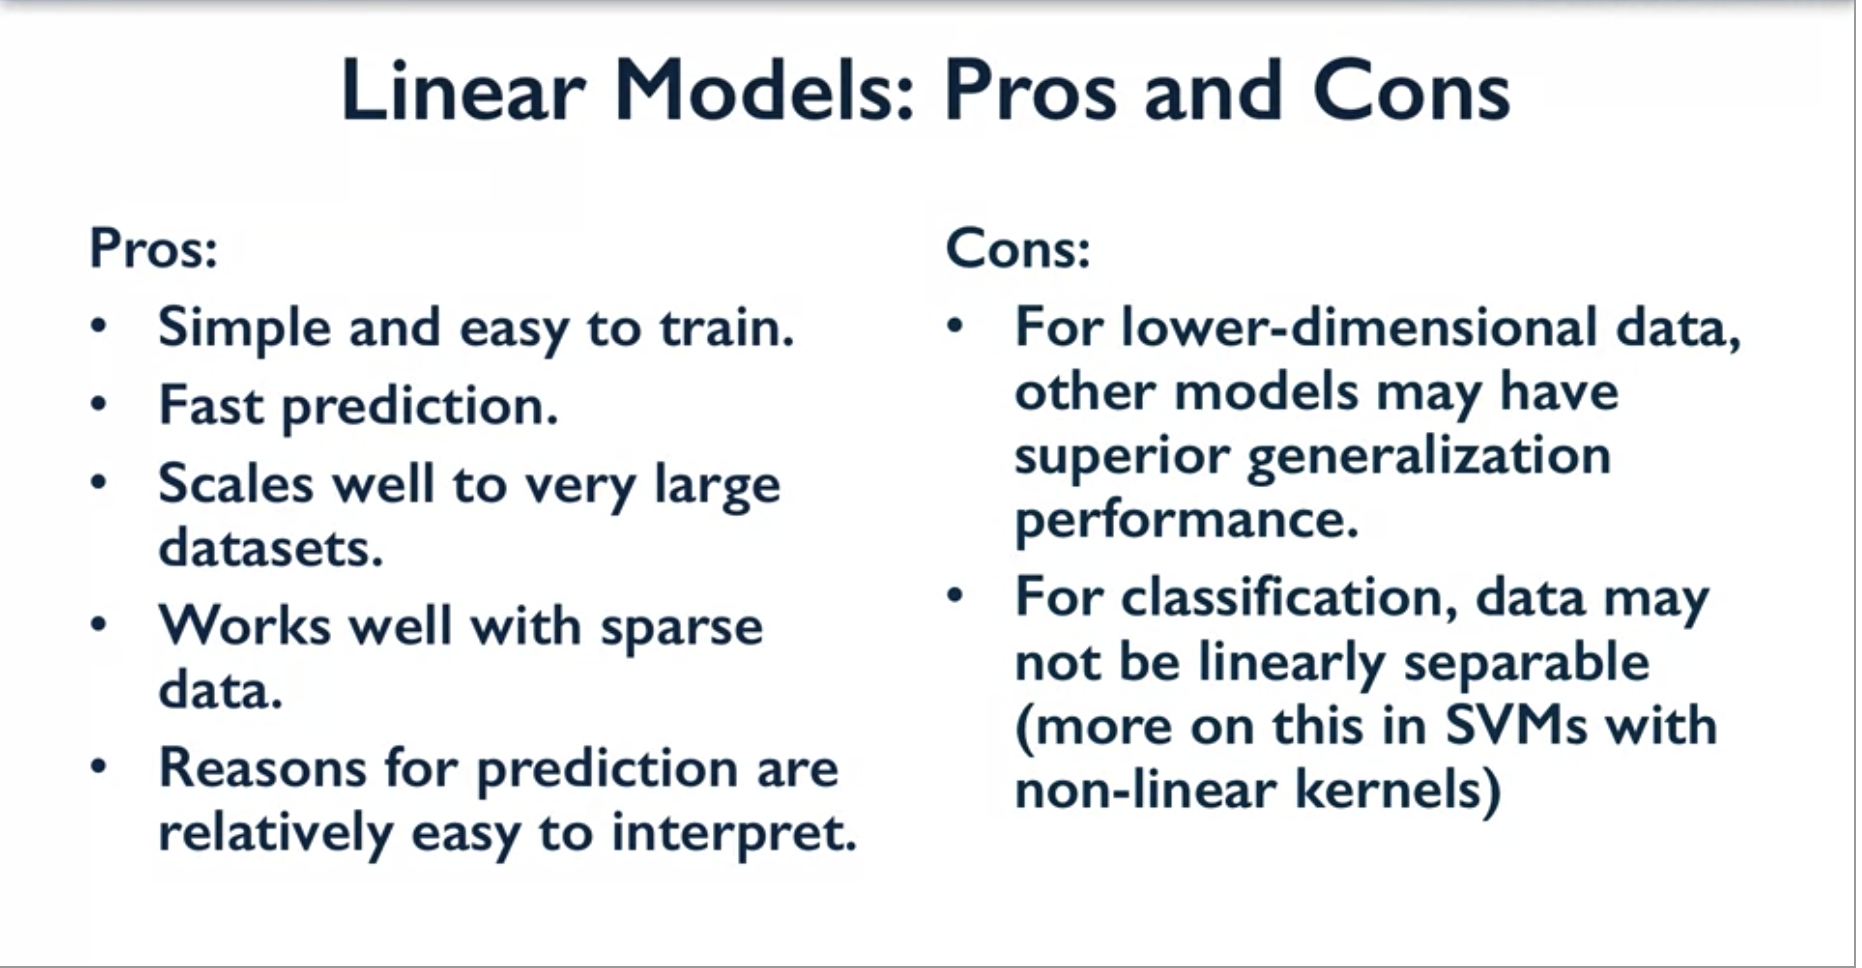 Linear Models: Pros and Cons
Pros:
• Simple and easy to train.
• Fast prediction.
• Scales well to very large
datasets.
• Works well with sparse
data.
• Reasons for prediction are
relatively easy to interpret.
Cons:
• For lower-dimensional data,
other models may have
superior generalization
performance.
• For classification, data may
not be linearly separable
(more on this in SVMs with
non-linear kernels)